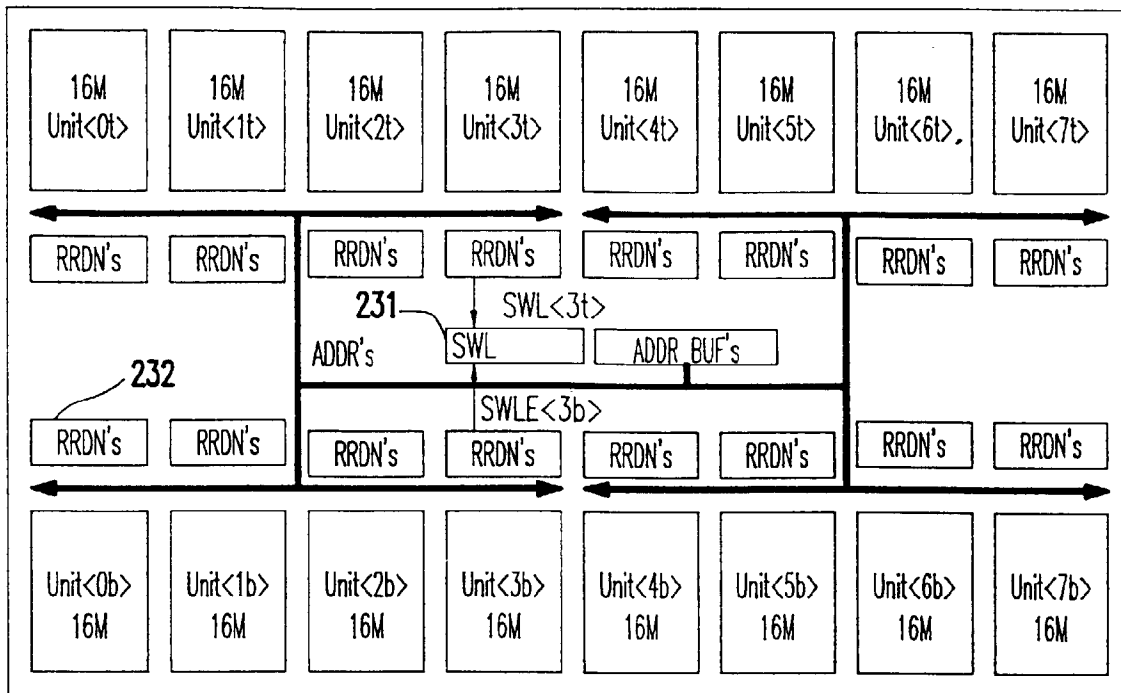 16M 16M 16M 16M 16M 16M 16M 16M
Unit<0t> Unit<1t> Unit<2t> Unit<3t> Unit<4t> Unit<5t> Unit<6t>. Unit<7t>
RRDN's RRDN's RRDN's RRDN's RRDN's RRDN's RRDN's RRDN's
231 SWL<3t>
ADDR's SWL ADDR BUF's
232
SWLE<3b>
RRDN's RRDN's RRDN's RRDN's RRDN's RRDN's RRDN's RRDN's
Unit<0b> Unit<1b> Unit<2b> Unit<3b> Unit<4b> Unit<5b> Unit<6b> Unit<7b>
16M 16M 16M 16M 16M 16M 16M 16M